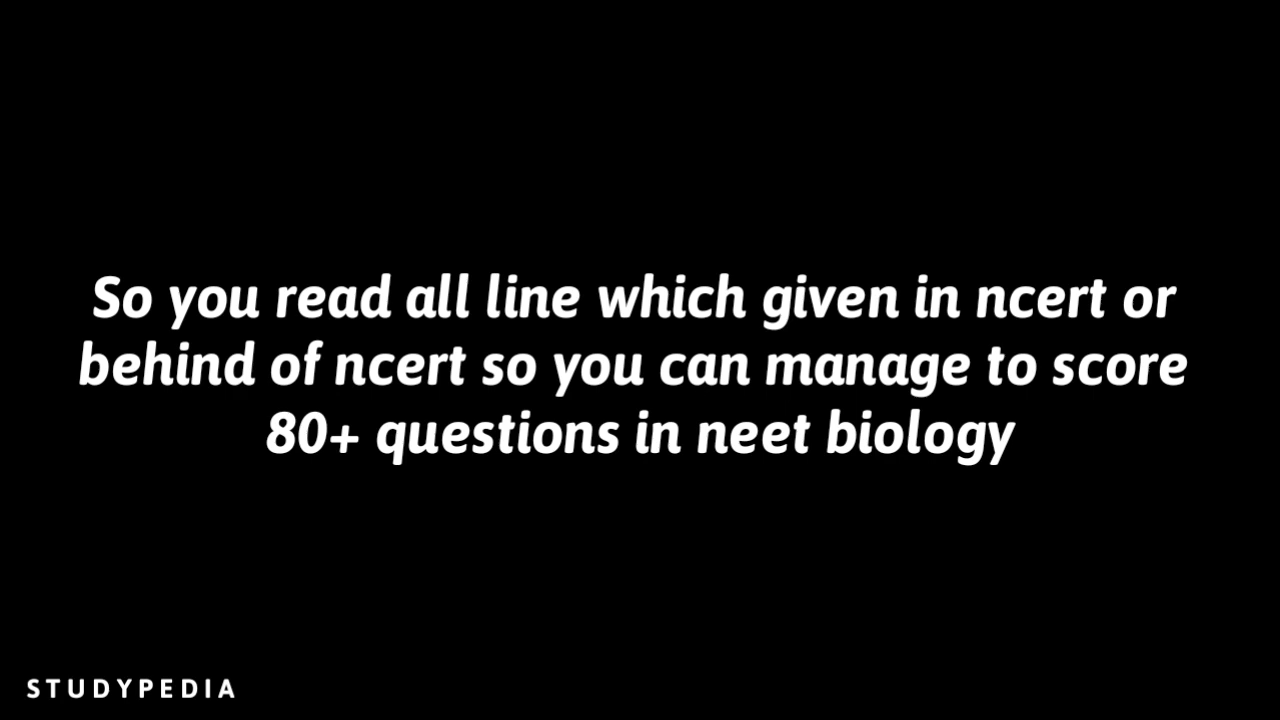 So you read all line which given in ncert or
behind of ncert so you can manage to score
80+ questions in neet biology
STUDYPEDIA